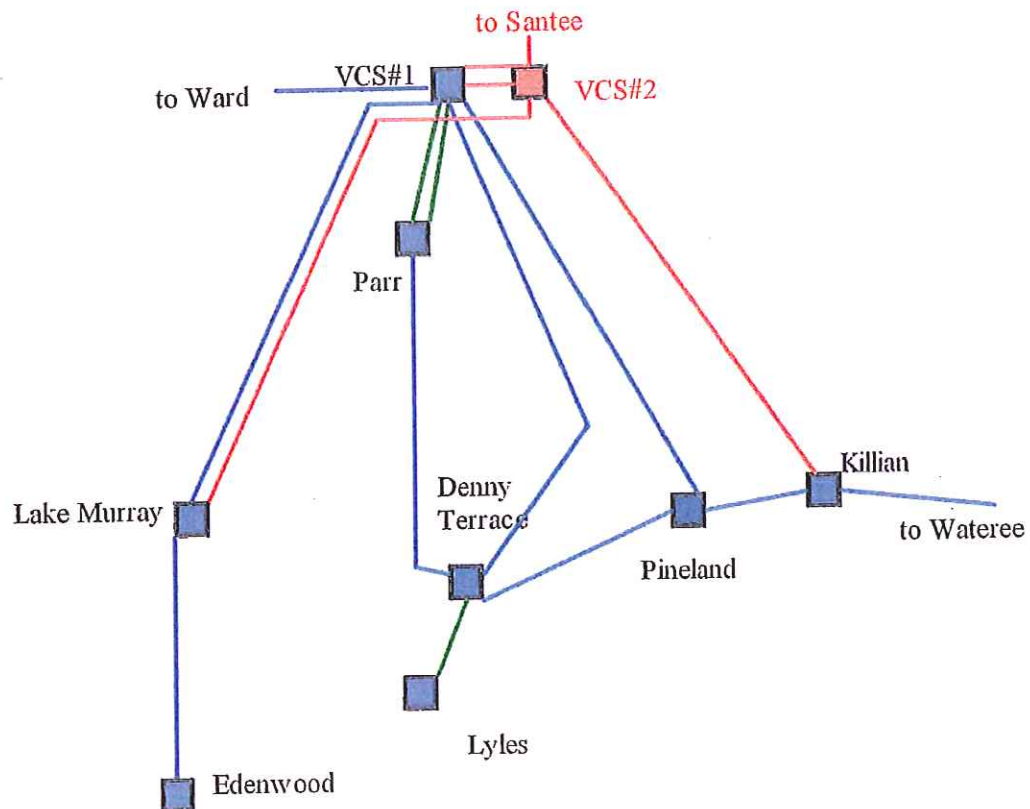 to Santee
VCS#1
VCS#2
to Ward
Parr
Killian
Denny
Terrace
Lake Murray
to Wateree
Pineland
Lyles
Edenwood